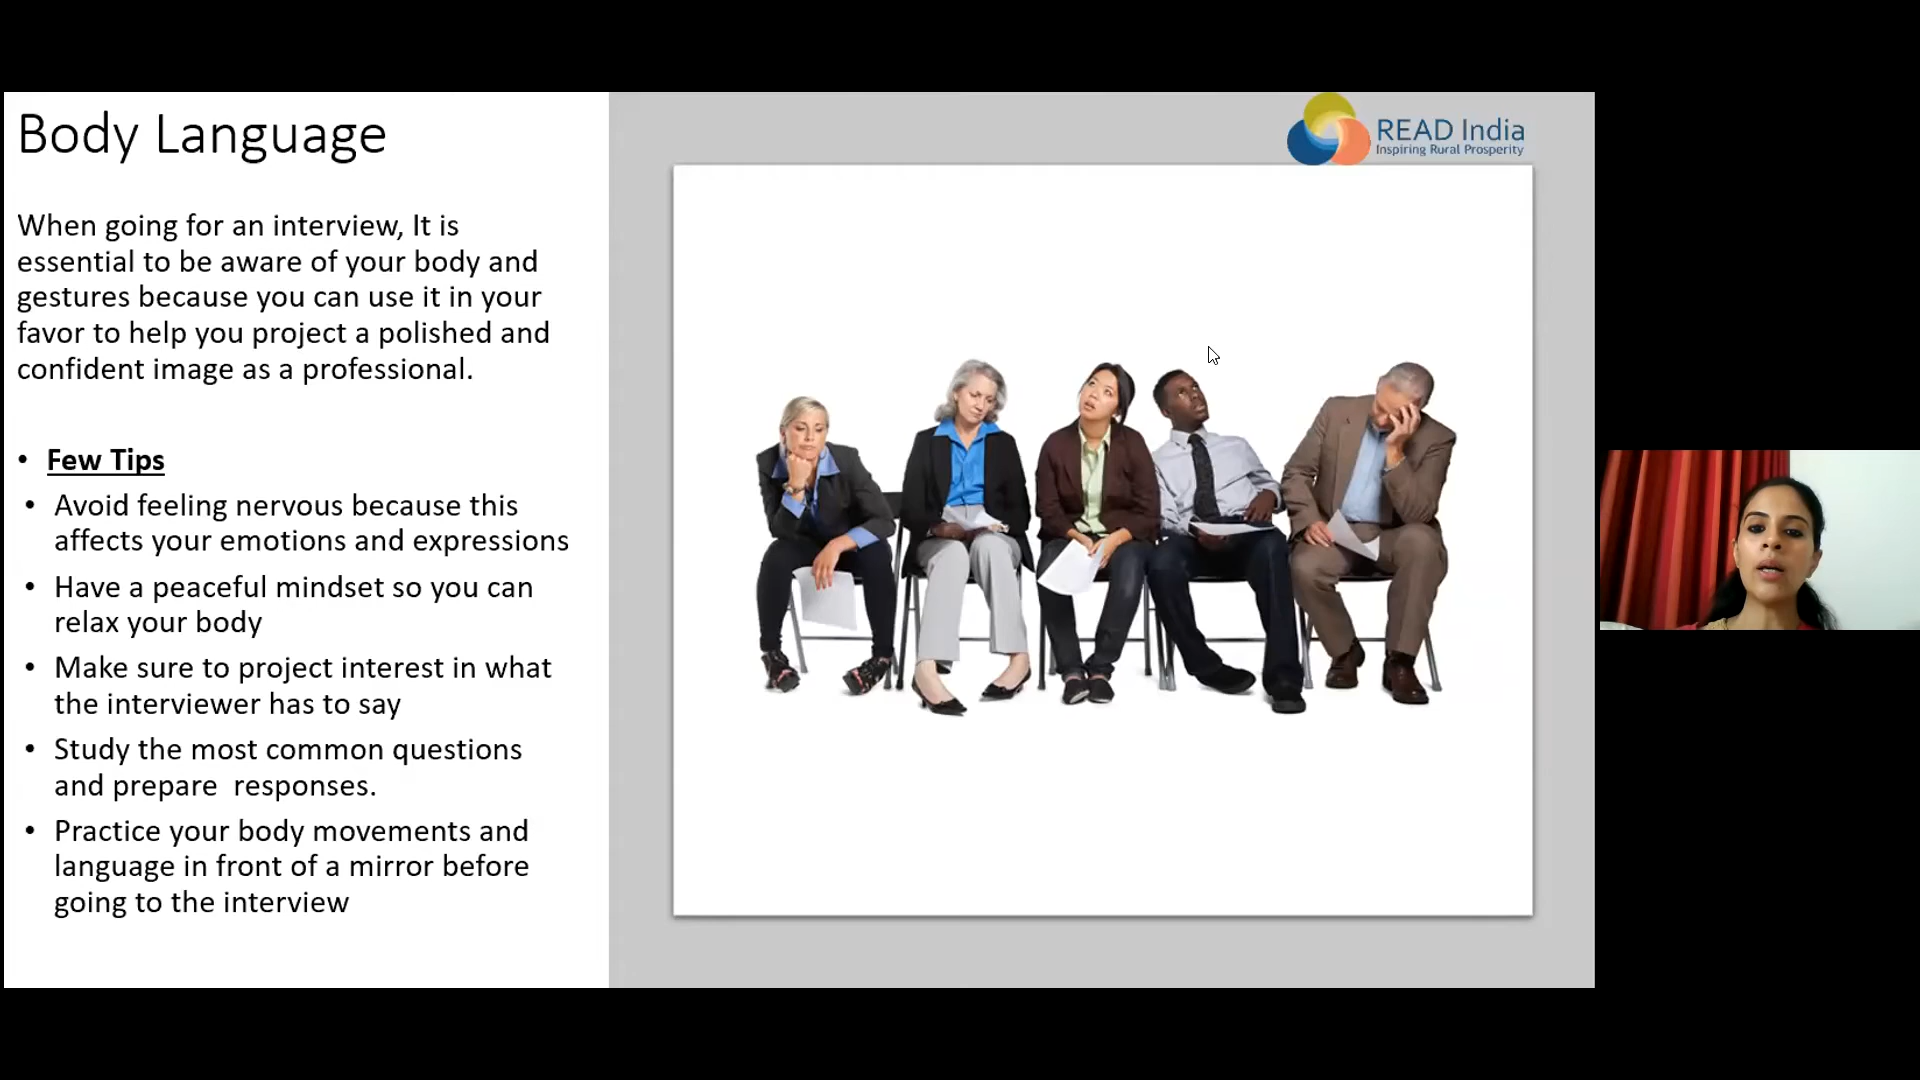 Body Language
When going for an interview, It is
essential to be aware of your body and
gestures because you can use it in your
favor to help you project a polished and
confident image as a professional.
• Few Tips
• Avoid feeling nervous because this
affects your emotions and expressions
• Have a peaceful mindset so you can
relax your body
• Make sure to project interest in what
the interviewer has to say
• Study the most common questions
and prepare  responses.
• Practice your body movements and
language in front of a mirror before
going to the interview
READ India
Inspiring Rural Prosperity